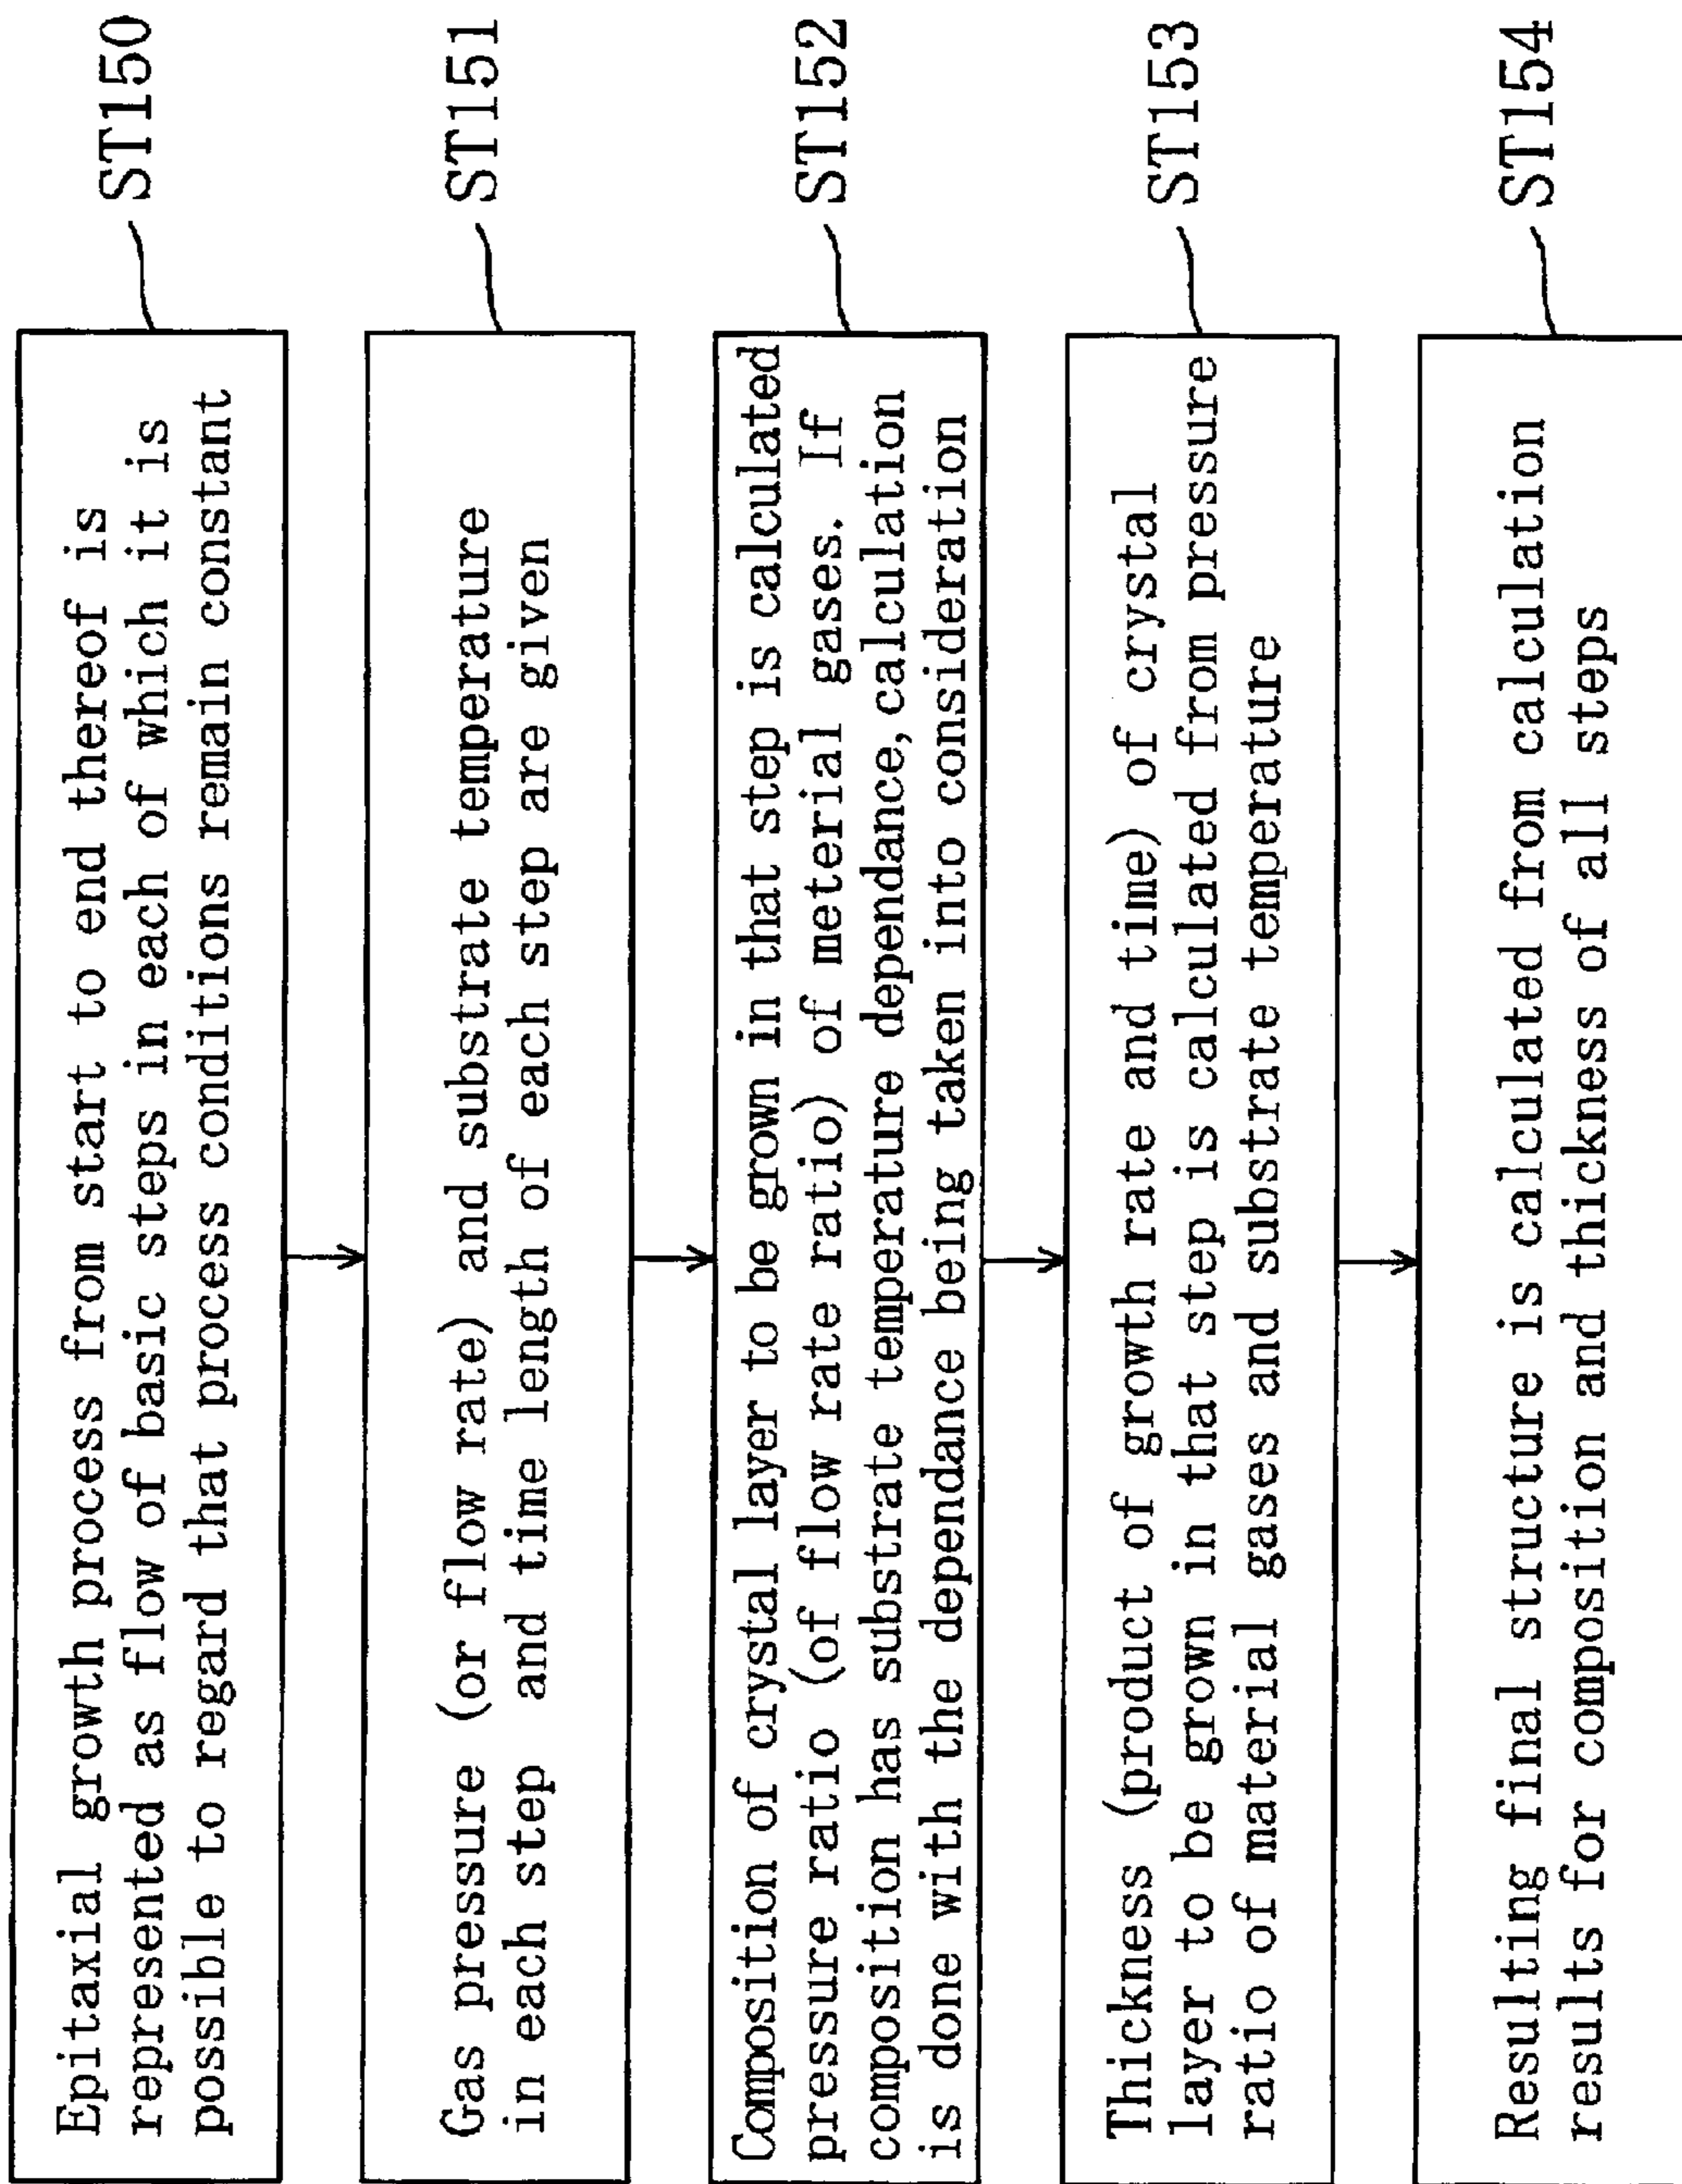 Epitaxial growth process from start to end thereof is
represented as flow of basic steps in each of which it is
possible to regard that process conditions remain constant
ST150
Gas pressure (or flow rate) and substrate temperature
in each step and time length of each step are given
ST151
Composition of crystal layer to be grown in that step is calculated
pressure ratio (of flow rate ratio) of meterial gases. If
composition has substrate temperature dependance,calculation
is done with the dependance being taken into consideration
ST152
Thickness (product of growth rate and time) of crystal
layer to be grown in that step is calculated from pressure
ratio of material gases and substrate temperature
ST153
Resulting final structure is calculated from calculation
results for composition and thickness of all steps
ST154